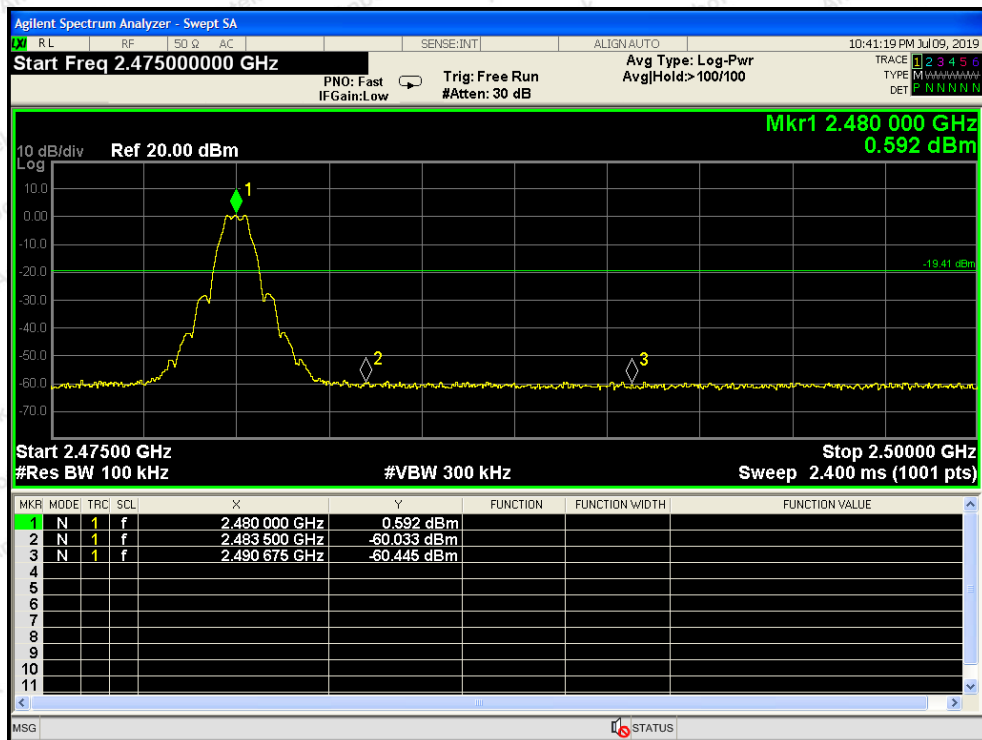 Agilent Spectrum Analyzer - Swept SA
LXI RL RF 50 Ω AC SENSE:INT ALIGNAUTO 10:41:19 PM Jul 09, 2019
Start Freq 2.475000000 GHz
PNO: Fast
IFGain:Low
Trig: Free Run
#Atten: 30 dB
Avg Type: Log-Pwr
Avg|Hold:> 100/100
TRACE 1 2 3 4 5 6
TYPE M WWWWW
DET P N N N N N
Mkr1 2.480 000 GHz
0.592 dBm
10 dB/div Ref 20.00 dBm
Log
10.0
1
0.00
-10.0
-19.41 dBm
-20.0
-30.0
-40.0
-50.0
2
3
-60.0
-70.0
Start 2.47500 GHz Stop 2.50000 GHz
#Res BW 100 kHz #VBW 300 kHz Sweep 2.400 ms (1001 pts)
MKR MODE TRC SCL X Y FUNCTION FUNCTION WIDTH FUNCTION VALUE
1 N 1 f 2.480 000 GHz 0.592 dBm
2 N 1 f 2.483 500 GHz -60.033 dBm
3 N 1 f 2.490 675 GHz -60.445 dBm
4
5
6
7
8
9
10
11
MSG STATUS